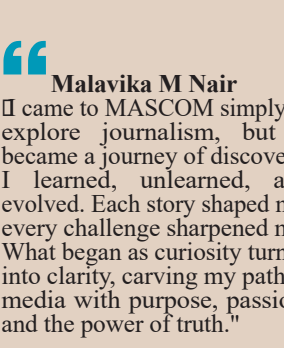 Malavika M Nair
came to MASCOM simply
explore journalism, but
became a journey of discove
I learned, unlearned, a
evolved. Each story shaped m
every challenge sharpened m
What began as curiosity turn
into clarity, carving my path
media with purpose, passio
and the power of truth."